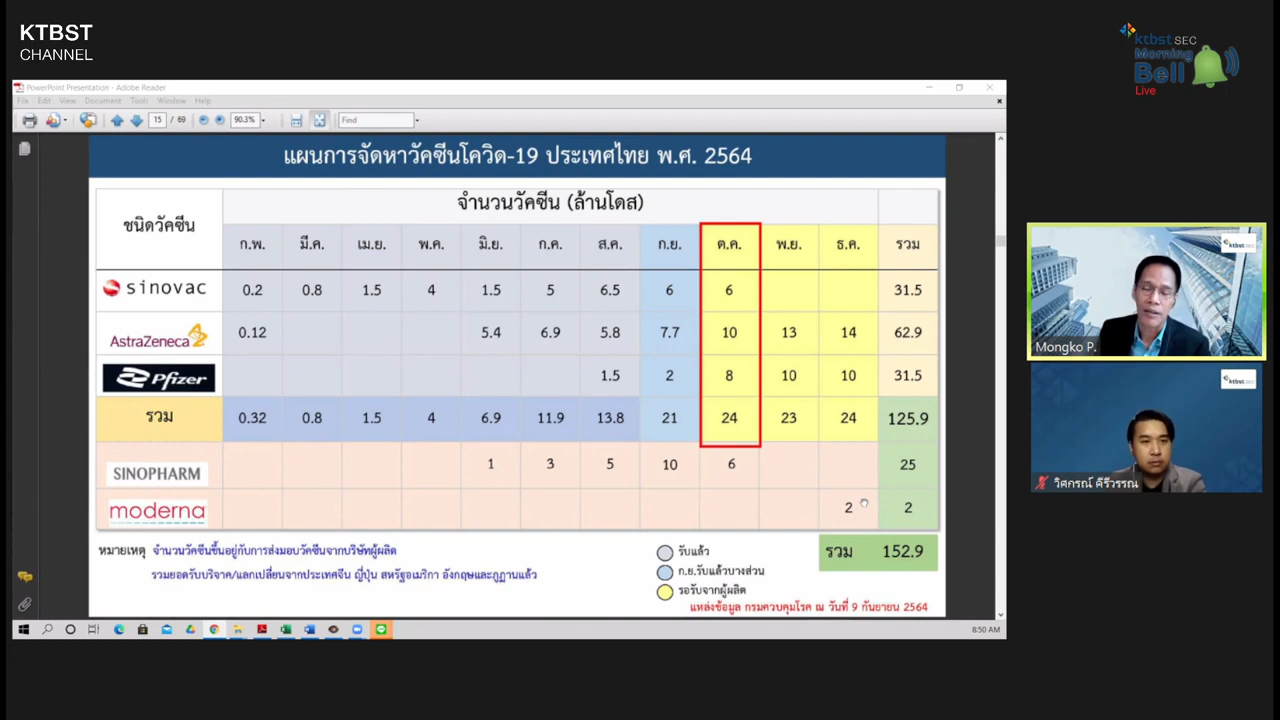 KTBST
CHANNEL
ktbst SEC
Morning
Bell
Live
PowerPoint Presentation - Adobe Reader
File Edit View Document Tools Window Help
15 / 69 90.3% Find
แผนการจัดหาวัคซีนโควิด-19 ประเทศไทย พ.ศ. 2564
ชนิดวัคซีน จำนวนวัคซีน (ล้านโดส)
ก.พ. มี.ค. เม.ย. พ.ค. มิ.ย. ก.ค. ส.ค. ก.ย. ต.ค. พ.ย. ธ.ค. รวม
sinovac 0.2 0.8 1.5 4 1.5 5 6.5 6 6 31.5
AstraZeneca 0.12 5.4 6.9 5.8 7.7 10 13 14 62.9
Pfizer 1.5 2 8 10 10 31.5
รวม 0.32 0.8 1.5 4 6.9 11.9 13.8 21 24 23 24 125.9
SINOPHARM 1 3 5 10 6 25
moderna 2 2
หมายเหตุ จำนวนวัคซีนขึ้นอยู่กับการส่งมอบวัคซีนจากบริษัทผู้ผลิต
รวมยอดรับบริจาค/แลกเปลี่ยนจากประเทศจีน ญี่ปุ่น สหรัฐอเมริกา อังกฤษและภูฏานแล้ว
รับแล้ว
ก.ย.รับแล้วบางส่วน
รอรับจากผู้ผลิต
รวม 152.9
แหล่งข้อมูล กรมควบคุมโรค ณ วันที่ 9 กันยายน 2564
8:50 AM
ktbst SEC
Mongko P.
ktbst SEC
วิศกรณ์ คีรีวรรณ